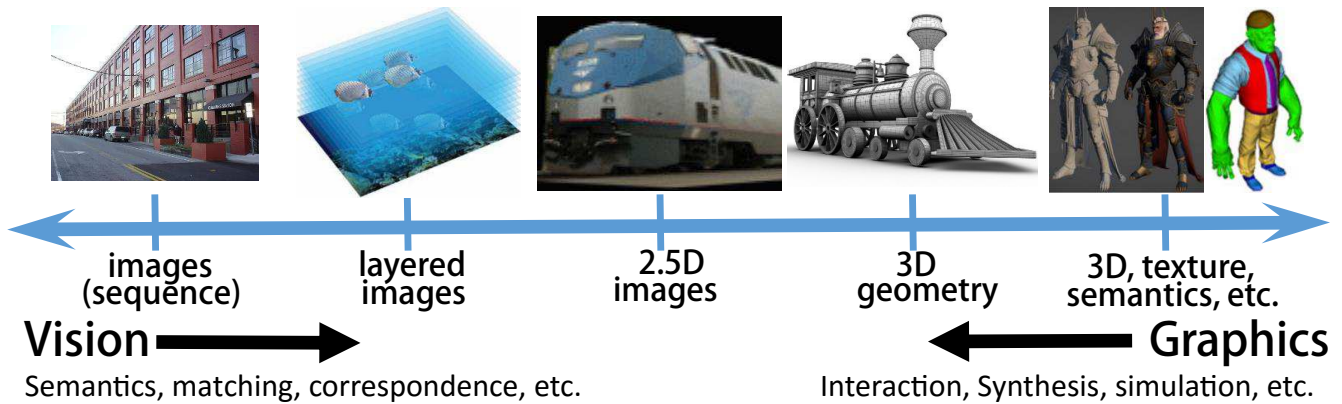 images
(sequence)
layered
images
2.5D
images
3D
geometry
3D, texture,
semantics, etc.
Vision
Graphics
Semantics, matching, correspondence, etc.
Interaction, Synthesis, simulation, etc.